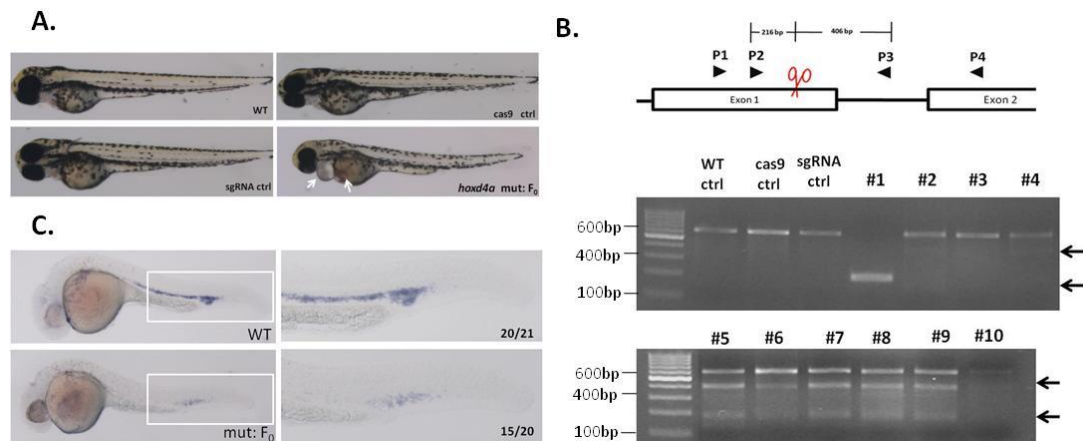 A.
WT
cas9 ctrl
sgRNA ctrl
hoxd4a mut: F₀
B.
216 bp 406 bp
P1 P2 P3 P4
Exon 1 Exon 2
WT ctrl cas9 ctrl sgRNA ctrl #1 #2 #3 #4
600bp
400bp
100bp
#5 #6 #7 #8 #9 #10
600bp
400bp
100bp
C.
WT
20/21
mut: F₀
15/20